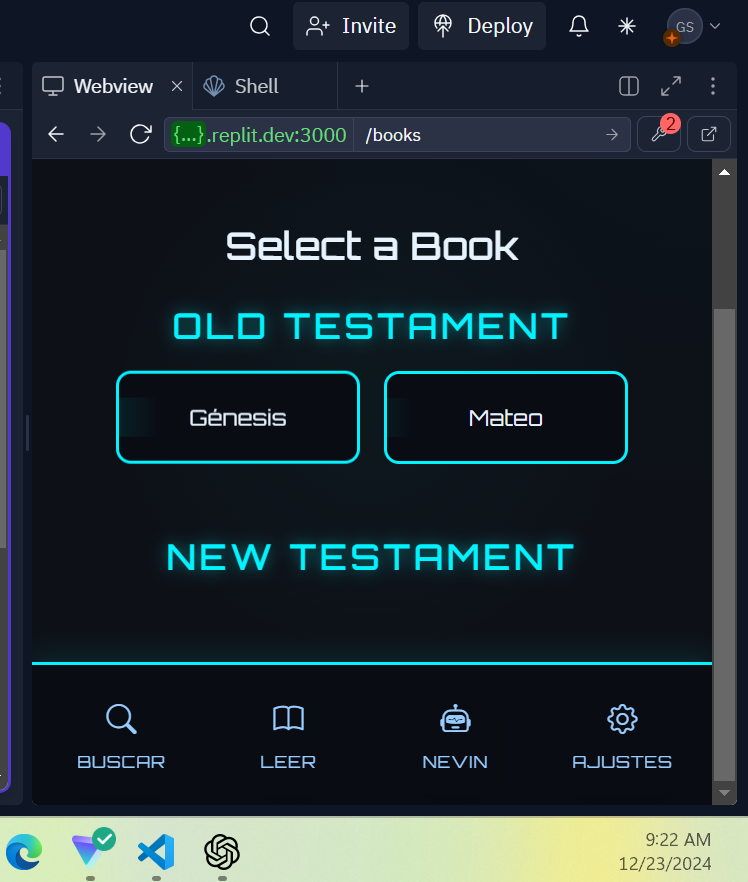 Invite
Deploy
GS
Webview
Shell
{...}.replit.dev:3000 /books
2
Select a Book
OLD TESTAMENT
Génesis
Mateo
NEW TESTAMENT
BUSCAR
LEER
NEVIN
AJUSTES
9:22 AM
12/23/2024